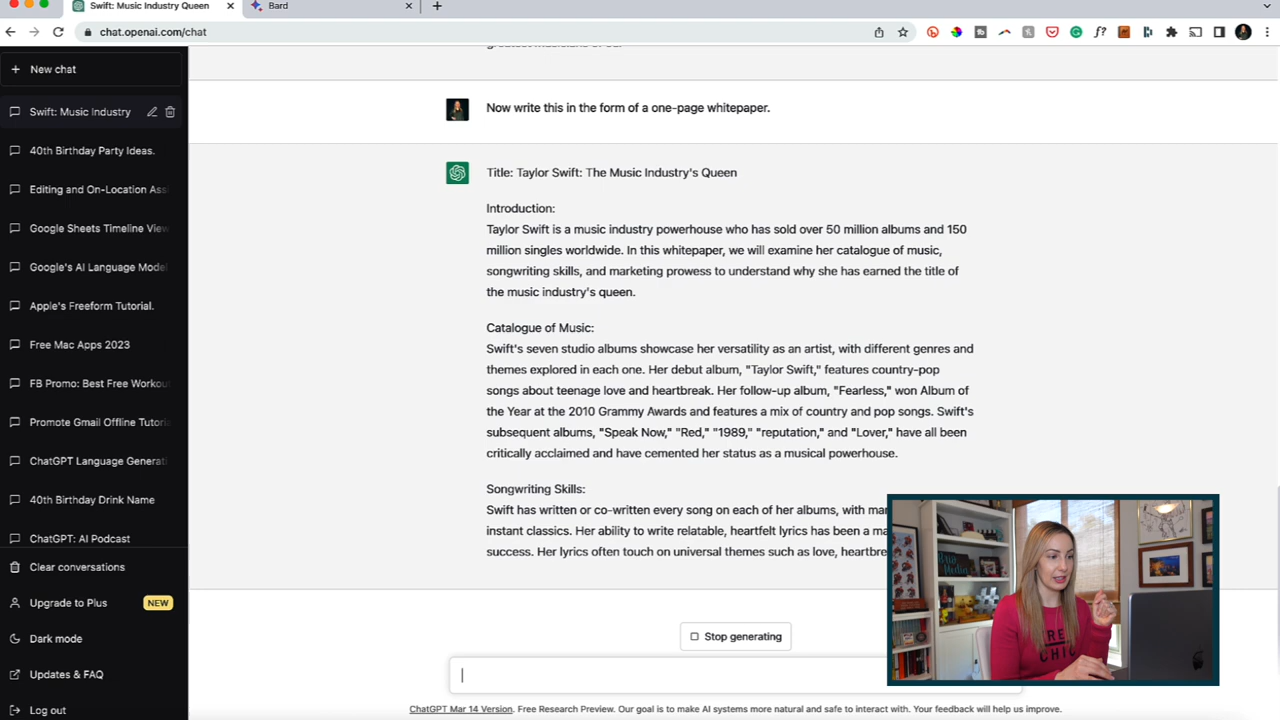 Swift: Music Industry Queen
Bard
chat.openai.com/chat
New chat
Swift: Music Industry
40th Birthday Party Ideas.
Editing and On-Location Ass
Google Sheets Timeline View
Google's AI Language Model
Apple's Freeform Tutorial.
Free Mac Apps 2023
FB Promo: Best Free Workou
Promote Gmail Offline Tutoria
ChatGPT Language Generati
40th Birthday Drink Name
ChatGPT: AI Podcast
Clear conversations
Upgrade to Plus NEW
Dark mode
Updates & FAQ
Log out
Now write this in the form of a one-page whitepaper.
Title: Taylor Swift: The Music Industry's Queen
Introduction:
Taylor Swift is a music industry powerhouse who has sold over 50 million albums and 150
million singles worldwide. In this whitepaper, we will examine her catalogue of music,
songwriting skills, and marketing prowess to understand why she has earned the title of
the music industry's queen.
Catalogue of Music:
Swift's seven studio albums showcase her versatility as an artist, with different genres and
themes explored in each one. Her debut album, "Taylor Swift," features country-pop
songs about teenage love and heartbreak. Her follow-up album, "Fearless," won Album of
the Year at the 2010 Grammy Awards and features a mix of country and pop songs. Swift's
subsequent albums, "Speak Now," "Red," "1989," "reputation," and "Lover," have all been
critically acclaimed and have cemented her status as a musical powerhouse.
Songwriting Skills:
Swift has written or co-written every song on each of her albums, with mar
instant classics. Her ability to write relatable, heartfelt lyrics has been a ma
success. Her lyrics often touch on universal themes such as love, heartbre
Stop generating
ChatGPT Mar 14 Version. Free Research Preview. Our goal is to make AI systems more natural and safe to interact with. Your feedback will help us improve.